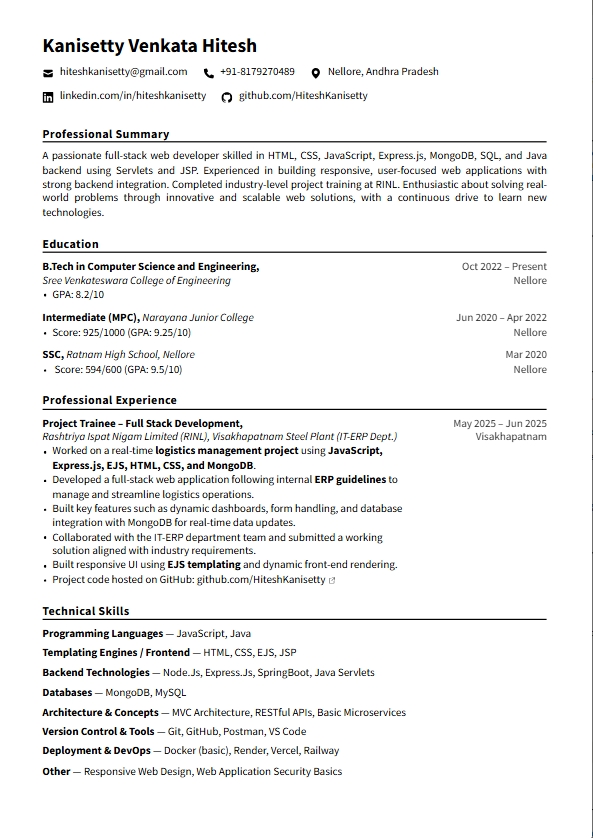 Kanisetty Venkata Hitesh
hiteshkanisetty@gmail.com +91-8179270489 Nellore, Andhra Pradesh
linkedin.com/in/hiteshkanisetty github.com/HiteshKanisetty
Professional Summary
A passionate full-stack web developer skilled in HTML, CSS, JavaScript, Express.js, MongoDB, SQL, and Java
backend using Servlets and JSP. Experienced in building responsive, user-focused web applications with
strong backend integration. Completed industry-level project training at RINL. Enthusiastic about solving real-
world problems through innovative and scalable web solutions, with a continuous drive to learn new
technologies.
Education
B.Tech in Computer Science and Engineering, Oct 2022 – Present
Sree Venkateswara College of Engineering Nellore
• GPA: 8.2/10
Intermediate (MPC), Narayana Junior College Jun 2020 – Apr 2022
• Score: 925/1000 (GPA: 9.25/10) Nellore
SSC, Ratnam High School, Nellore Mar 2020
• Score: 594/600 (GPA: 9.5/10) Nellore
Professional Experience
Project Trainee – Full Stack Development, May 2025 – Jun 2025
Rashtriya Ispat Nigam Limited (RINL), Visakhapatnam Steel Plant (IT-ERP Dept.) Visakhapatnam
• Worked on a real-time logistics management project using JavaScript,
Express.js, EJS, HTML, CSS, and MongoDB.
• Developed a full-stack web application following internal ERP guidelines to
manage and streamline logistics operations.
• Built key features such as dynamic dashboards, form handling, and database
integration with MongoDB for real-time data updates.
• Collaborated with the IT-ERP department team and submitted a working
solution aligned with industry requirements.
• Built responsive UI using EJS templating and dynamic front-end rendering.
• Project code hosted on GitHub: github.com/HiteshKanisetty
Technical Skills
Programming Languages — JavaScript, Java
Templating Engines / Frontend — HTML, CSS, EJS, JSP
Backend Technologies — Node.Js, Express.Js, SpringBoot, Java Servlets
Databases — MongoDB, MySQL
Architecture & Concepts — MVC Architecture, RESTful APIs, Basic Microservices
Version Control & Tools — Git, GitHub, Postman, VS Code
Deployment & DevOps — Docker (basic), Render, Vercel, Railway
Other — Responsive Web Design, Web Application Security Basics